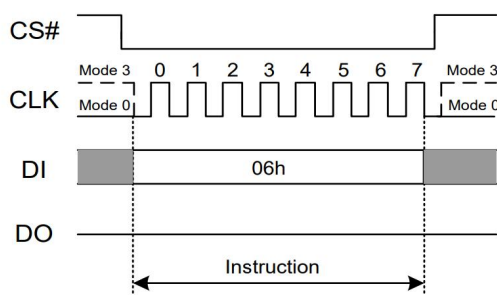 CS#
Mode 3 0 1 2 3 4 5 6 7 Mode 3
CLK
Mode 0 Mode 0
DI 06h
DO
Instruction